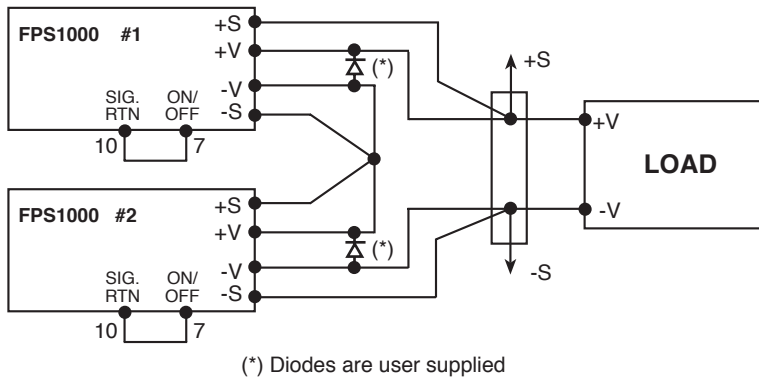 FPS1000 #1
+S
+V
-V
-S
SIG. RTN
ON/ OFF
10
7
(*)
+S
-S
+V
-V
LOAD
FPS1000 #2
+S
+V
-V
-S
SIG. RTN
ON/ OFF
10
7
(*)
(*) Diodes are user supplied